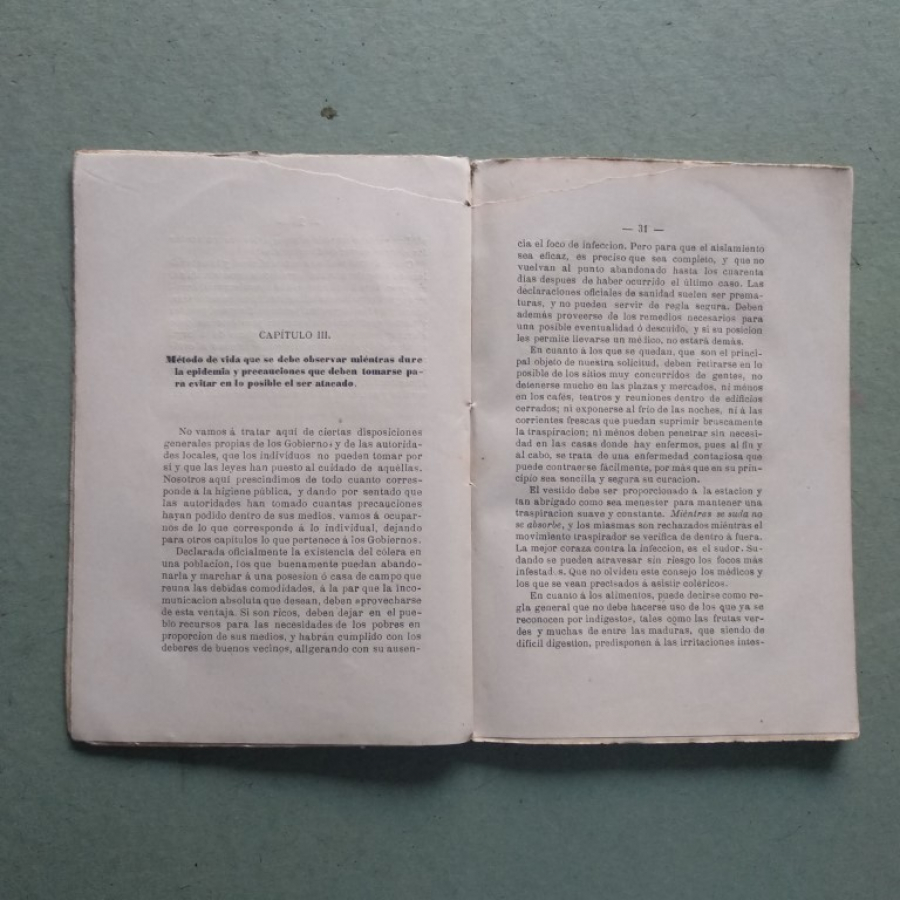 CAPÍTULO III.
Método de vida que se debe observar miéntras dure
la epidemia y precauciones que deben tomarse pa-
ra evitar en lo posible el ser atacado.
No vamos á tratar aquí de ciertas disposiciones
generales propias de los Gobiernos y de las autorida-
des locales, que los individuos no pueden tomar por
sí y que las leyes han puesto al cuidado de aquéllas.
Nosotros aquí prescindimos de todo cuanto corres-
ponde á la higiene pública, y dando por sentado que
las autoridades han tomado cuantas precauciones
hayan podido dentro de sus medios, vamos á ocupar-
nos de lo que corresponde á lo individual, dejando
para otros capítulos lo que pertenece á los Gobiernos.
Declarada oficialmente la existencia del cólera en
una poblacion, los que buenamente puedan abando-
narla y marchar á una posesion ó casa de campo que
reuna las debidas comodidades, á la par que la inco-
municacion absoluta que desean, deben aprovecharse
de esta ventaja. Si son ricos, deben dejar en el pue-
blo recursos para las necesidades de los pobres en
proporcion de sus medios, y habrán cumplido con los
deberes de buenos vecinos, aligerando con su ausen-
— 31 —
cia el foco de infeccion. Pero para que el aislamiento
sea eficaz, es preciso que sea completo, y que no
vuelvan al punto abandonado hasta los cuarenta
dias despues de haber ocurrido el último caso. Las
declaraciones oficiales de sanidad suelen ser prema-
turas, y no pueden servir de regla segura. Deben
además proveerse de los remedios necesarios para
una posible eventualidad ó descuido, y si su posicion
les permite llevarse un médico, no estará demás.
En cuanto á los que se quedan, que son el princi-
pal objeto de nuestra solicitud, deben retirarse en lo
posible de los sitios muy concurridos de gentes, no
detenerse mucho en las plazas y mercados, ni ménos
en los cafés, teatros y reuniones dentro de edificios
cerrados; ni exponerse al frio de las noches, ni á las
corrientes frescas que puedan suprimir bruscamente
la traspiracion; ni ménos deben penetrar sin necesi-
dad en las casas donde hay enfermos, pues al fin y
al cabo, se trata de una enfermedad contagiosa que
puede contraerse fácilmente, por más que en su prin-
cipio sea sencilla y segura su curacion.
El vestido debe ser proporcionado á la estacion y
tan abrigado como sea menester para mantener una
traspiracion suave y constante. Miéntras se suda no
se absorbe, y los miasmas son rechazados miéntras el
movimiento traspirador se verifica de dentro á fuera.
La mejor coraza contra la infeccion, es el sudor. Su-
dando se pueden atravesar sin riesgo los focos más
infestados. Que no olviden este consejo los médicos y
los que se vean precisados á asistir coléricos.
En cuanto á los alimentos, puede decirse como re-
gla general que no debe hacerse uso de los que ya se
reconocen por indigestos, tales como las frutas ver-
des y muchas de entre las maduras, que siendo de
difícil digestion, predisponen á las irritaciones intes-